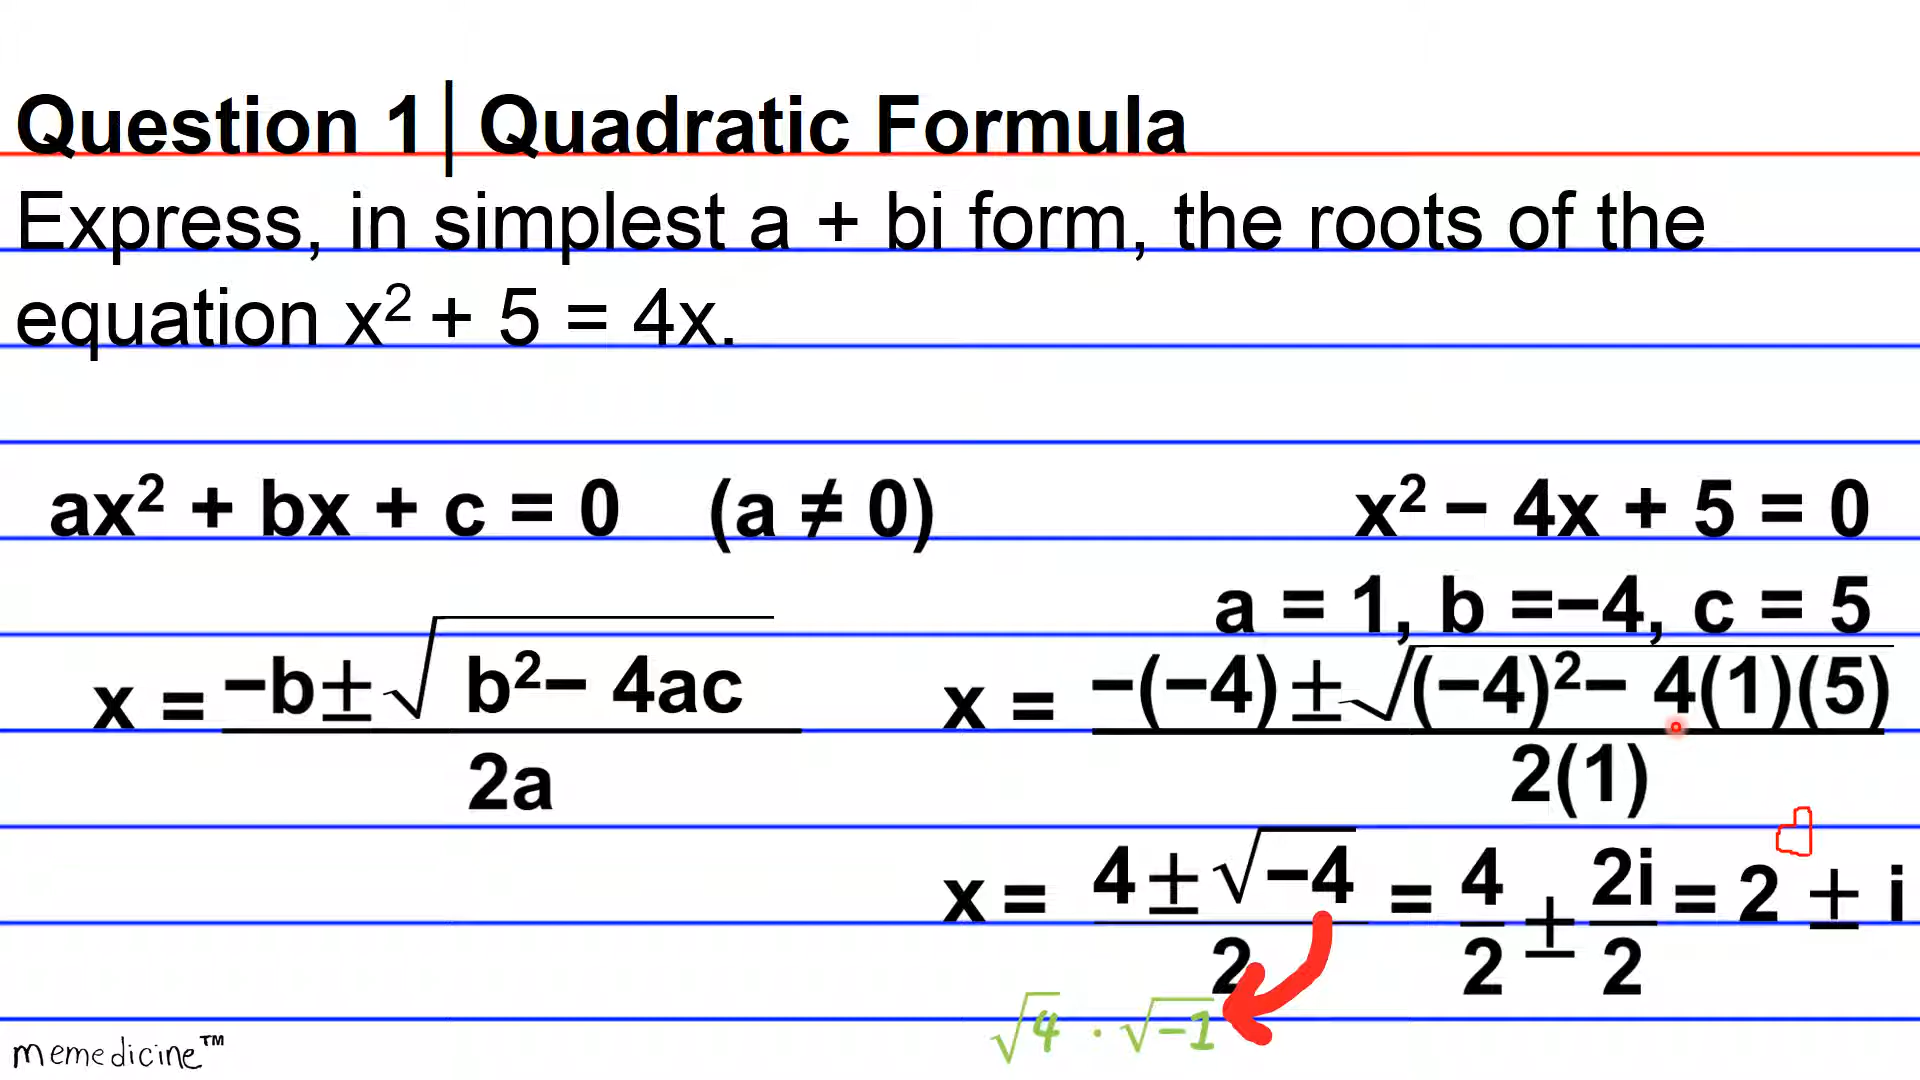 Question 1| Quadratic Formula
Express, in simplest a + bi form, the roots of the
equation x² + 5 = 4x.
ax² + bx + c = 0 (a ≠ 0)
x = −b ± √ b² − 4ac
2a
x² − 4x + 5 = 0
a = 1, b =−4, c = 5
x = −(−4) ± √(−4)² − 4(1)(5)
2(1)
x = 4 ± √−4 / 2 = 4/2 ± 2i/2 = 2 ± i
√4 · √−1
memedicine™